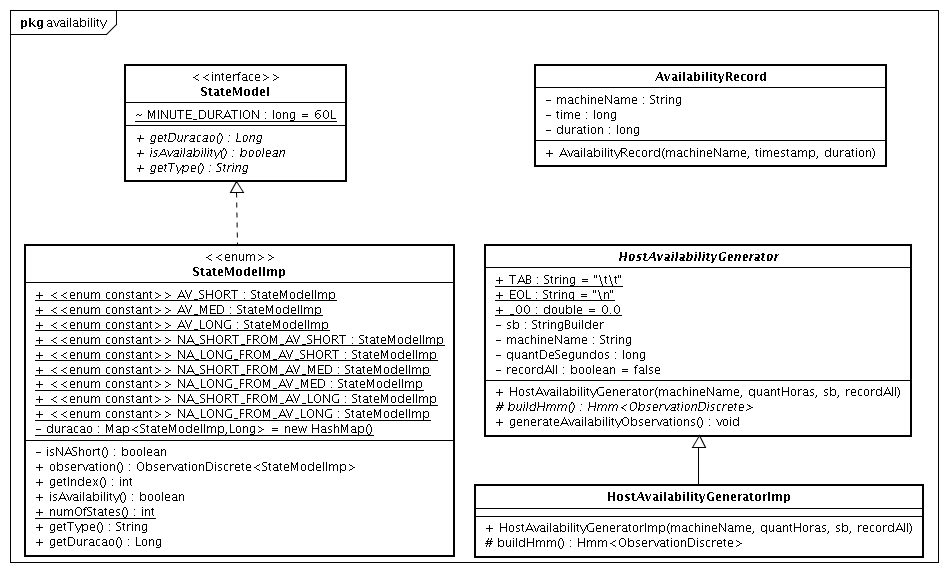 pkg availability
<<interface>>
StateModel
~ MINUTE_DURATION : long = 60L
+ getDuracao() : Long
+ isAvailability() : boolean
+ getType() : String
AvailabilityRecord
- machineName : String
- time : long
- duration : long
+ AvailabilityRecord(machineName, timestamp, duration)
<<enum>>
StateModelImp
+ <<enum constant>> AV_SHORT : StateModelImp
+ <<enum constant>> AV_MED : StateModelImp
+ <<enum constant>> AV_LONG : StateModelImp
+ <<enum constant>> NA_SHORT_FROM_AV_SHORT : StateModelImp
+ <<enum constant>> NA_LONG_FROM_AV_SHORT : StateModelImp
+ <<enum constant>> NA_SHORT_FROM_AV_MED : StateModelImp
+ <<enum constant>> NA_LONG_FROM_AV_MED : StateModelImp
+ <<enum constant>> NA_SHORT_FROM_AV_LONG : StateModelImp
+ <<enum constant>> NA_LONG_FROM_AV_LONG : StateModelImp
- duracao : Map<StateModelImp,Long> = new HashMap()
- isNAShort() : boolean
+ observation() : ObservationDiscrete<StateModelImp>
+ getIndex() : int
+ isAvailability() : boolean
+ numOfStates() : int
+ getType() : String
+ getDuracao() : Long
HostAvailabilityGenerator
+ TAB : String = "\t\t"
+ EOL : String = "\n"
+ _00 : double = 0.0
- sb : StringBuilder
- machineName : String
- quantDeSegundos : long
- recordAll : boolean = false
+ HostAvailabilityGenerator(machineName, quantHoras, sb, recordAll)
# buildHmm() : Hmm<ObservationDiscrete>
+ generateAvailabilityObservations() : void
HostAvailabilityGeneratorImp
+ HostAvailabilityGeneratorImp(machineName, quantHoras, sb, recordAll)
# buildHmm() : Hmm<ObservationDiscrete>